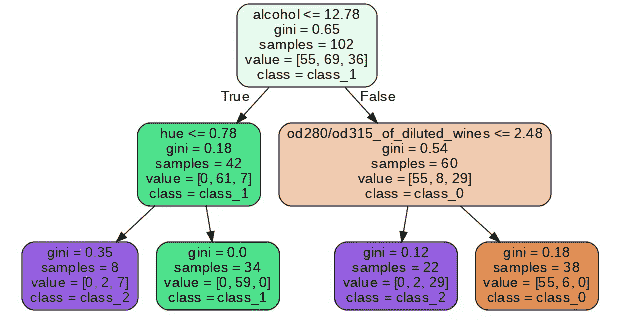 alcohol <= 12.78
gini = 0.65
samples = 102
value = [55, 69, 36]
class = class_1
True
False
hue <= 0.78
gini = 0.18
samples = 42
value = [0, 61, 7]
class = class_1
od280/od315_of_diluted_wines <= 2.48
gini = 0.54
samples = 60
value = [55, 8, 29]
class = class_0
gini = 0.35
samples = 8
value = [0, 2, 7]
class = class_2
gini = 0.0
samples = 34
value = [0, 59, 0]
class = class_1
gini = 0.12
samples = 22
value = [0, 2, 29]
class = class_2
gini = 0.18
samples = 38
value = [55, 6, 0]
class = class_0